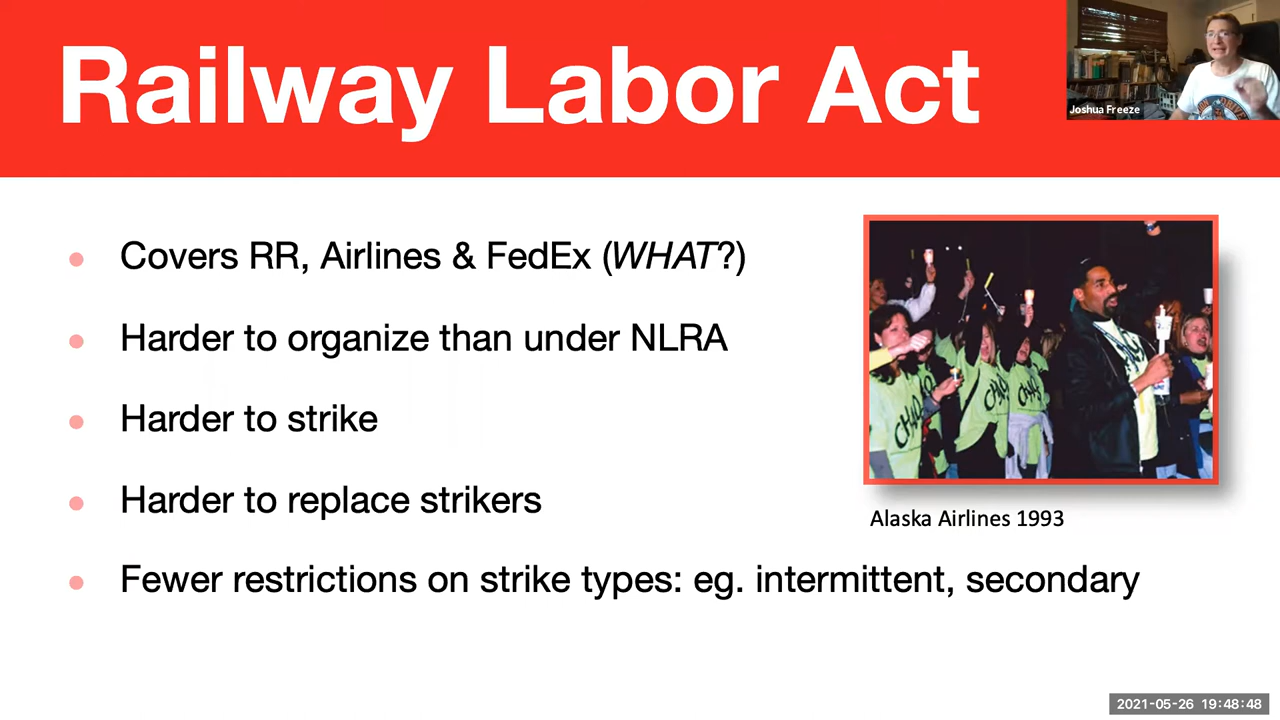 Railway Labor Act
Joshua Freeze
Covers RR, Airlines & FedEx (WHAT?)
Harder to organize than under NLRA
Harder to strike
Harder to replace strikers
Fewer restrictions on strike types: eg. intermittent, secondary
CHAOS
Alaska Airlines 1993
2021-05-26 19:48:48